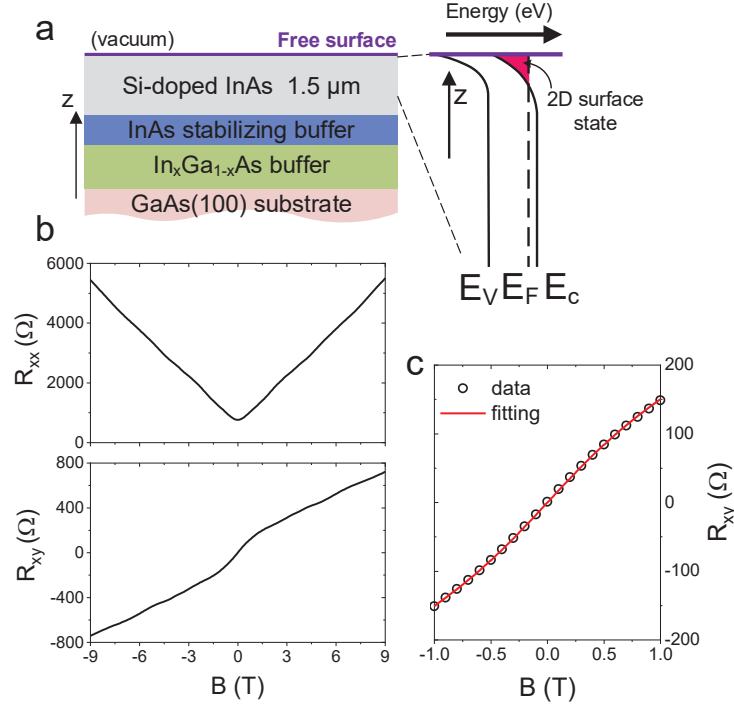 a
(vacuum)
Free surface
Si-doped InAs 1.5 μm
InAs stabilizing buffer
InxGa1-xAs buffer
GaAs(100) substrate
z
Energy (eV)
z
2D surface
state
EV EF Ec
b
6000
4000
2000
0
Rxx (Ω)
800
400
0
-400
-800
Rxy (Ω)
-9 -6 -3 0 3 6 9
B (T)
c
data
fitting
200
100
0
-100
-200
Rxy (Ω)
-1.0 -0.5 0.0 0.5 1.0
B (T)